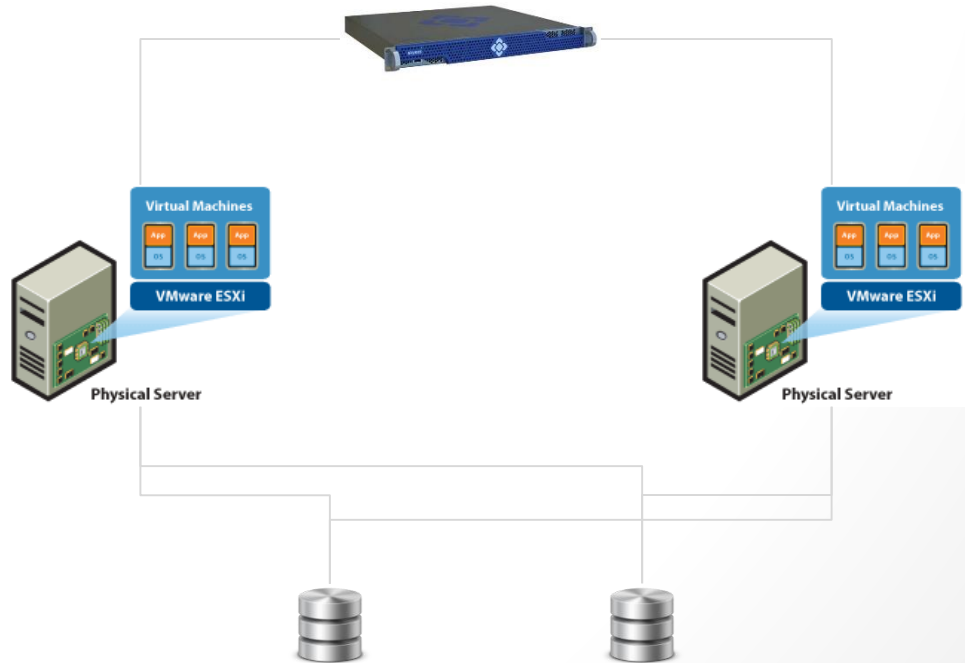 Virtual Machines
App App App
OS OS OS
VMware ESXi
Physical Server
Virtual Machines
App App App
OS OS OS
VMware ESXi
Physical Server